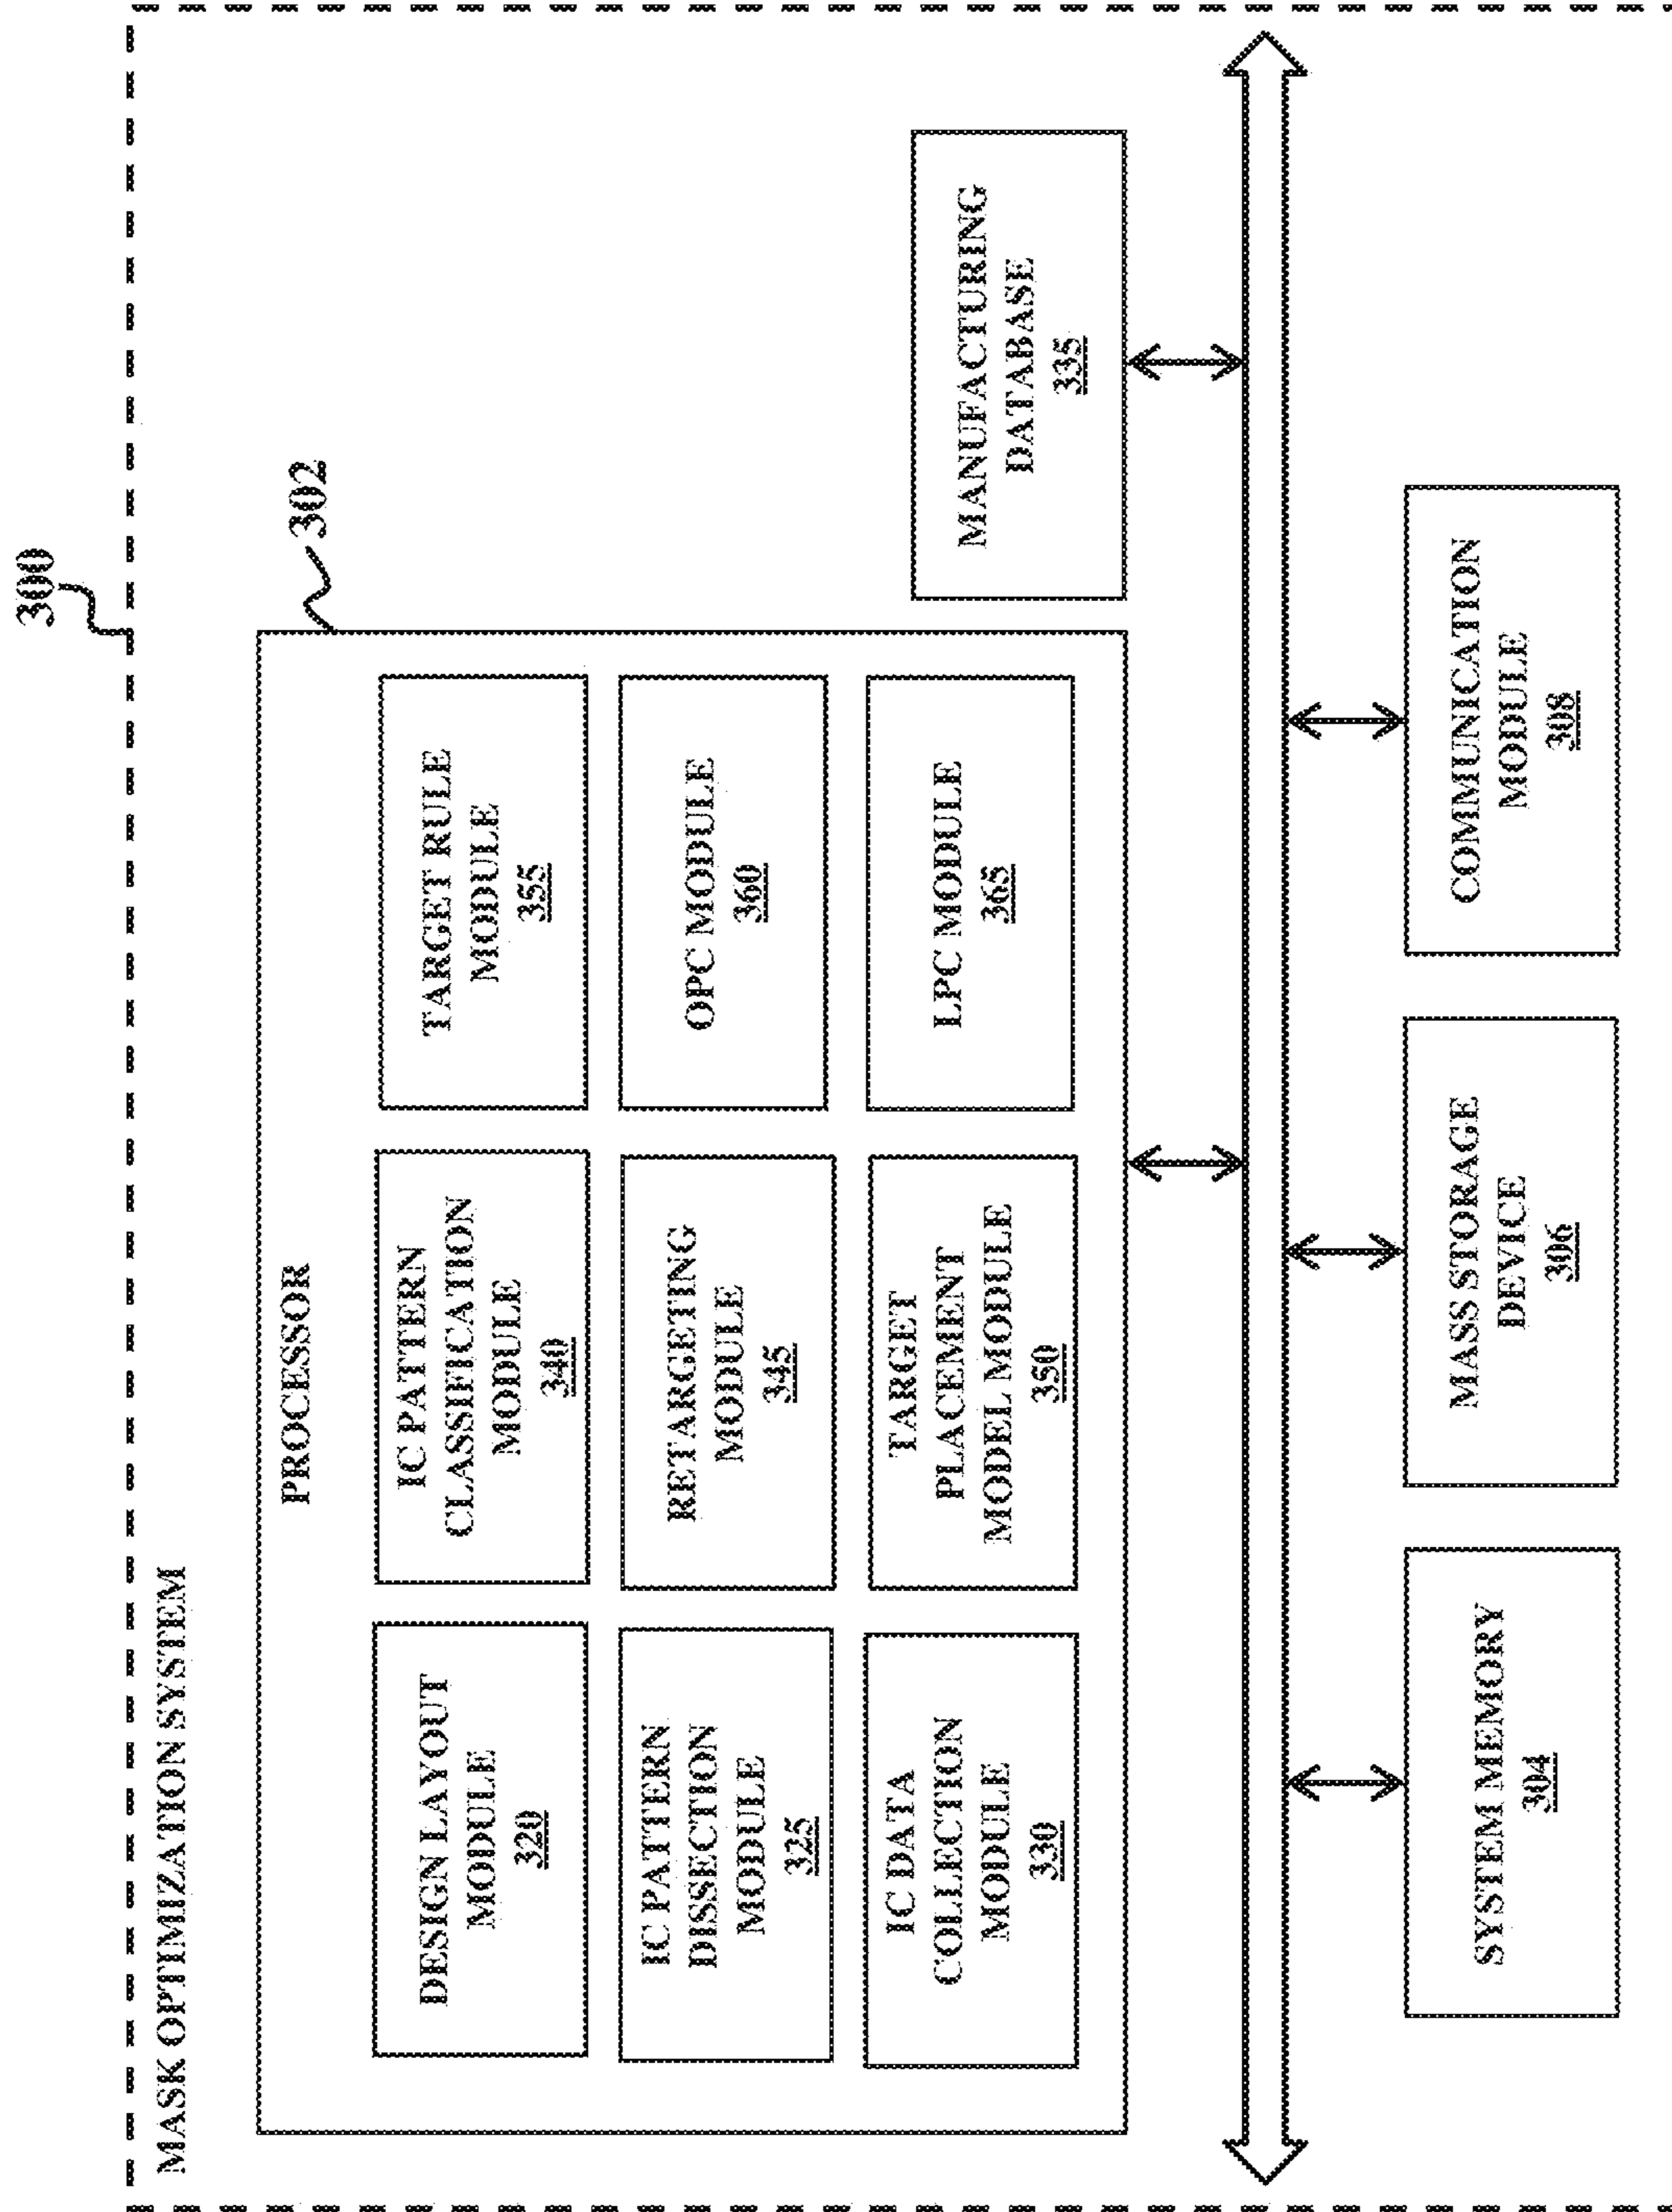 300
MASK OPTIMIZATION SYSTEM
302
PROCESSOR
DESIGN LAYOUT
MODULE
320
IC PATTERN
CLASSIFICATION
MODULE
340
TARGET RULE
MODULE
355
IC PATTERN
DISSECTION
MODULE
325
RETARGETING
MODULE
345
OPC MODULE
360
IC DATA
COLLECTION
MODULE
330
TARGET
PLACEMENT
MODEL MODULE
350
LPC MODULE
365
MANUFACTURING
DATABASE
335
SYSTEM MEMORY
304
MASS STORAGE
DEVICE
306
COMMUNICATION
MODULE
308